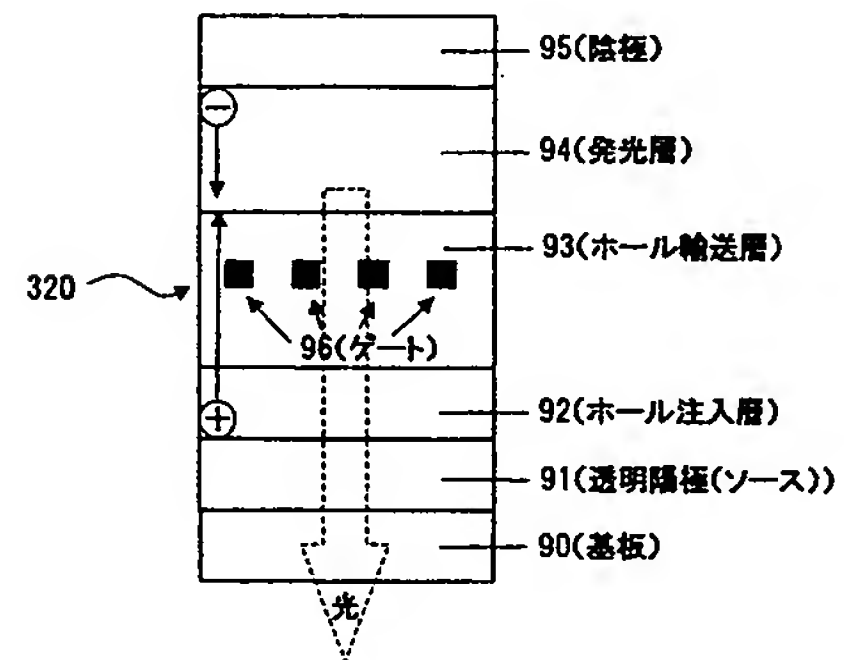 95(陰極)
−
94(発光層)
93(ホール輸送層)
320
96(ゲート)
+
92(ホール注入層)
91(透明陽極(ソース))
90(基板)
光